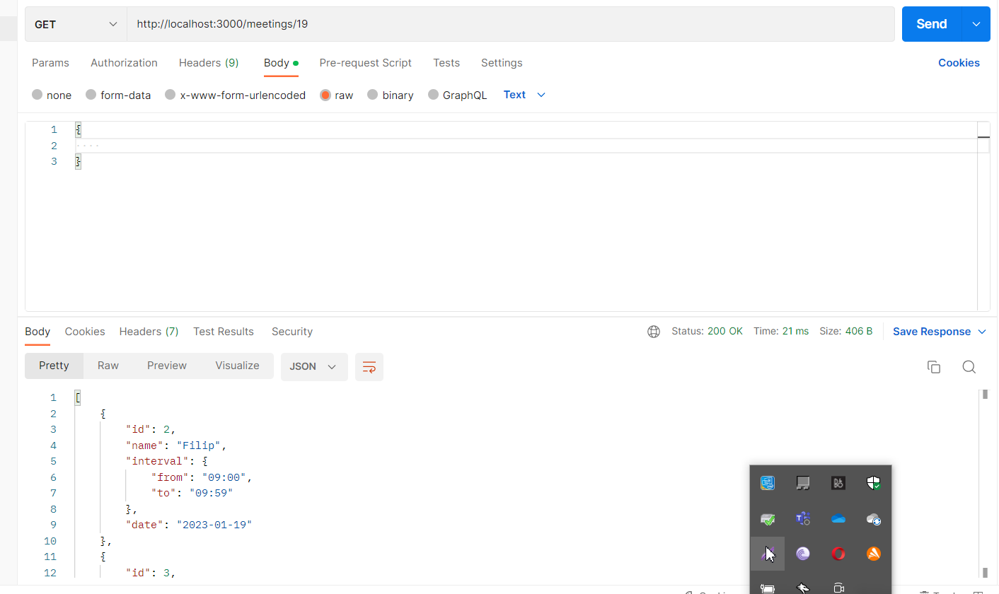 GET http://localhost:3000/meetings/19 Send
Params Authorization Headers (9) Body Pre-request Script Tests Settings Cookies
none form-data x-www-form-urlencoded raw binary GraphQL Text
1 {
2
3 }
Body Cookies Headers (7) Test Results Security Status: 200 OK Time: 21 ms Size: 406 B Save Response
Pretty Raw Preview Visualize JSON
1 [
2 {
3 "id": 2,
4 "name": "Filip",
5 "interval": {
6 "from": "09:00",
7 "to": "09:59"
8 },
9 "date": "2023-01-19"
10 },
11 {
12 "id": 3,